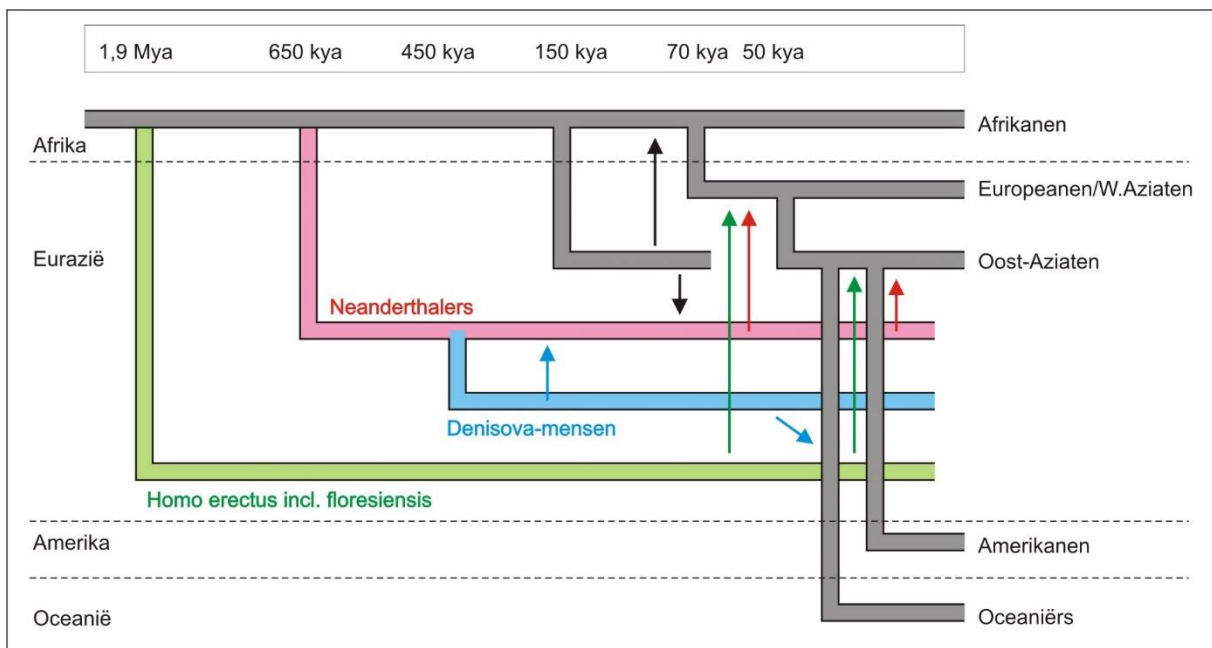 1,9 Mya 650 kya 450 kya 150 kya 70 kya 50 kya
Afrikanen
Afrika
Europeanen/W.Aziaten
Eurazië
Oost-Aziaten
Neanderthalers
Denisova-mensen
Homo erectus incl. floresiensis
Amerika
Amerikanen
Oceanië
Oceaniërs